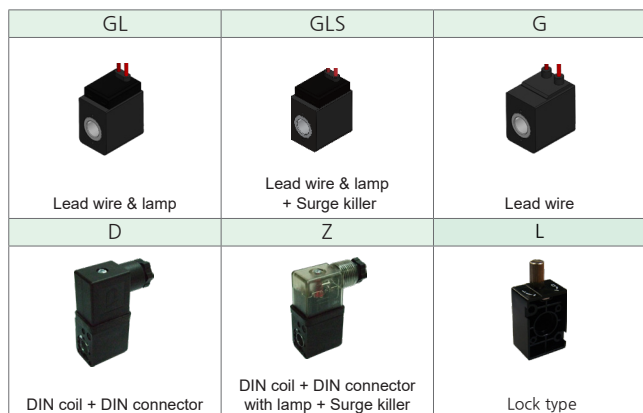 GL GLS G
Lead wire & lamp
Lead wire & lamp
+ Surge killer
Lead wire
D Z L
DIN coil + DIN connector
DIN coil + DIN connector
with lamp + Surge killer
Lock type